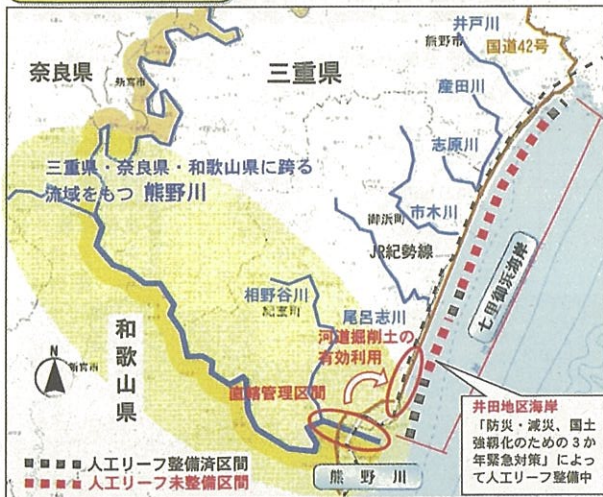 井戸川
熊野市
国道42号
奈良県
新宮市
三重県
産田川
志原川
三重県・奈良県・和歌山県に跨る
流域をもつ 熊野川
市木川
御浜町
JR紀勢線
七里御浜海岸
相野谷川
紀宝町
尾呂志川
河道掘削土の
有効利用
和歌山県
N
新宮市
直轄管理区間
井田地区海岸
「防災・減災、国土
強靱化のための3か
年緊急対策」によっ
て人工リーフ整備中
人工リーフ整備済区間
人工リーフ未整備区間
熊野川